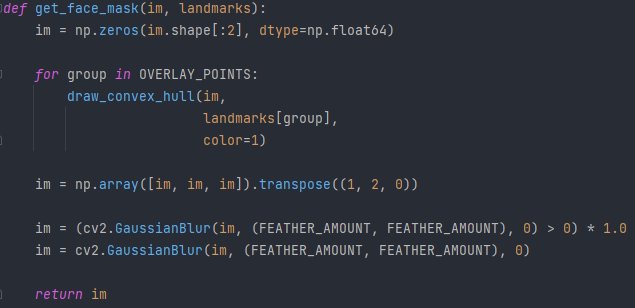 def get_face_mask(im, landmarks):
    im = np.zeros(im.shape[:2], dtype=np.float64)

    for group in OVERLAY_POINTS:
        draw_convex_hull(im,
                         landmarks[group],
                         color=1)

    im = np.array([im, im, im]).transpose((1, 2, 0))

    im = (cv2.GaussianBlur(im, (FEATHER_AMOUNT, FEATHER_AMOUNT), 0) > 0) * 1.0
    im = cv2.GaussianBlur(im, (FEATHER_AMOUNT, FEATHER_AMOUNT), 0)

    return im